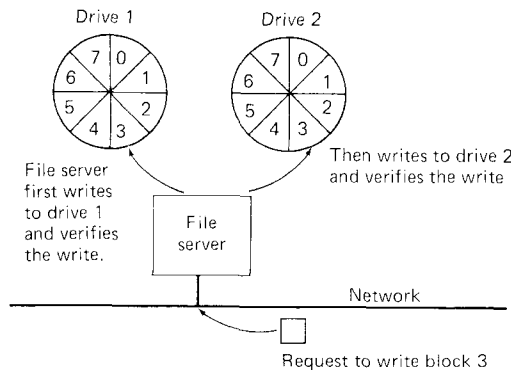 Drive 1
Drive 2
7 0
6 1
5 2
4 3
7 0
6 1
5 2
4 3
File server
first writes
to drive 1
and verifies
the write.
Then writes to drive 2
and verifies the write
File
server
Network
Request to write block 3